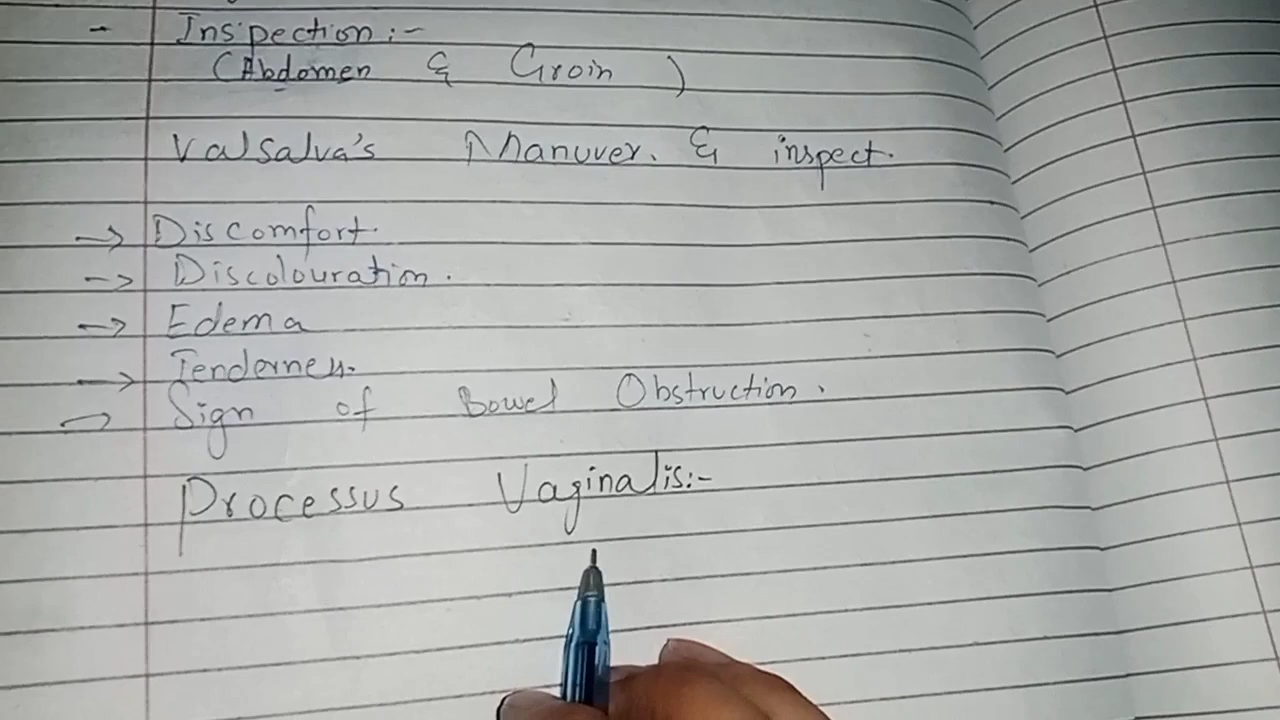 - Inspection :-
(Abdomen & Groin )
Valsalva's Manuver. & inspect.
→ Discomfort.
→ Discolouration.
→ Edema
→ Tenderness.
→ Sign of Bowel Obstruction.
Processus Vaginalis:-